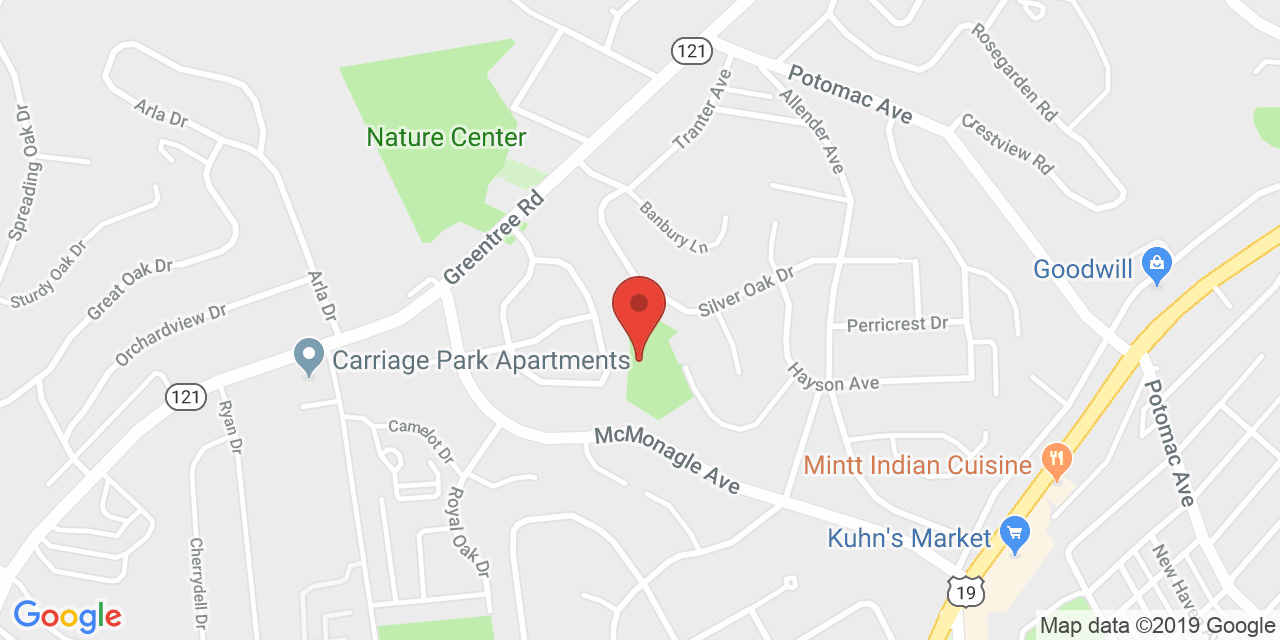 121
Potomac Ave
Rosegarden Rd
Spreading Oak Dr
Arla Dr
Tranter Ave
Allender Ave
Crestview Rd
Nature Center
Greentree Rd
Banbury Ln
Sturdy Oak Dr
Great Oak Dr
Arla Dr
Silver Oak Dr
Goodwill
Orchardview Dr
Perricrest Dr
Carriage Park Apartments
Hayson Ave
121
Ryan Dr
Camelot Dr
McMonagle Ave
Potomac Ave
Mintt Indian Cuisine
Royal Oak Dr
Kuhn's Market
Cherrydell Dr
New Have
19
Google
Map data ©2019 Google